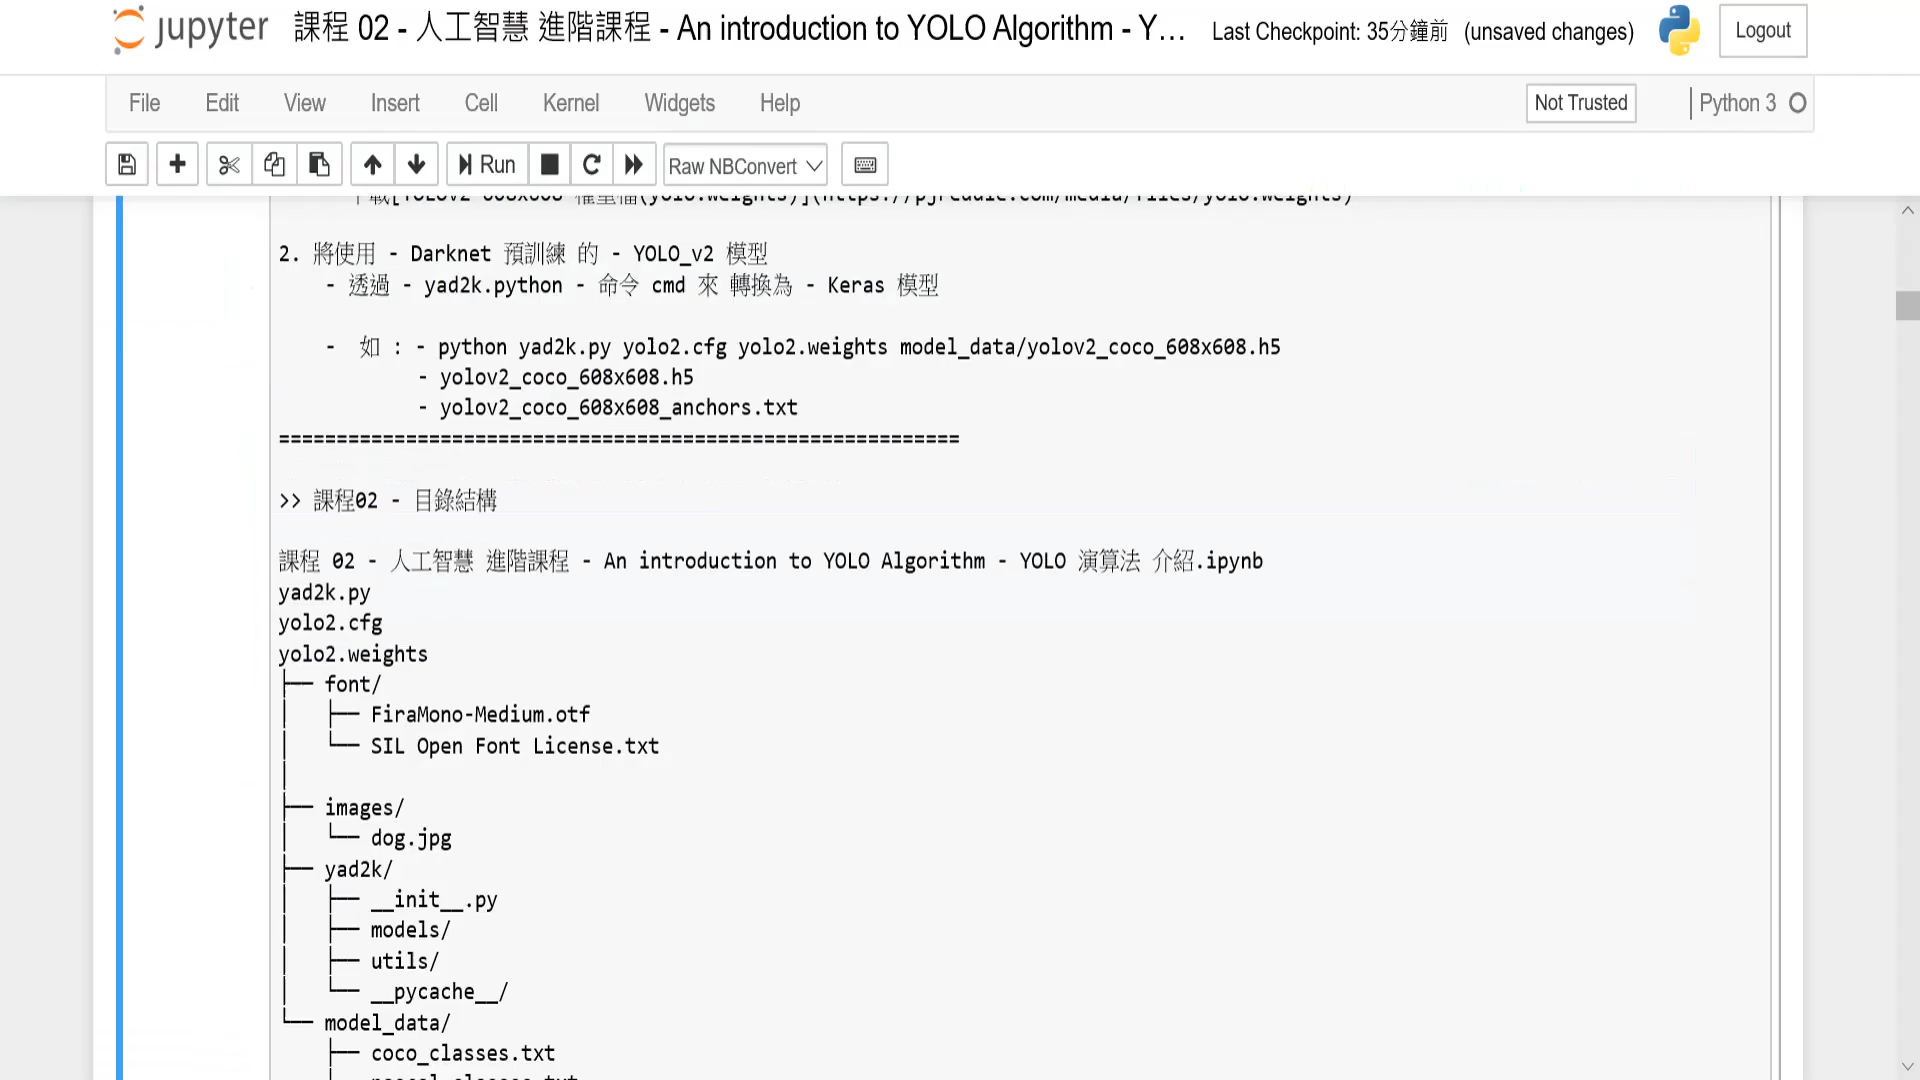 jupyter 課程 02 - 人工智慧 進階課程 - An introduction to YOLO Algorithm - Y... Last Checkpoint: 35分鐘前 (unsaved changes) Logout
File Edit View Insert Cell Kernel Widgets Help Not Trusted Python 3
Run Raw NBConvert
2. 將使用 - Darknet 預訓練 的 - YOLO_v2 模型
- 透過 - yad2k.python - 命令 cmd 來 轉換為 - Keras 模型
- 如 : - python yad2k.py yolo2.cfg yolo2.weights model_data/yolov2_coco_608x608.h5
- yolov2_coco_608x608.h5
- yolov2_coco_608x608_anchors.txt
===========================================================
>> 課程02 - 目錄結構
課程 02 - 人工智慧 進階課程 - An introduction to YOLO Algorithm - YOLO 演算法 介紹.ipynb
yad2k.py
yolo2.cfg
yolo2.weights
├── font/
│   ├── FiraMono-Medium.otf
│   └── SIL Open Font License.txt
│
├── images/
│   └── dog.jpg
├── yad2k/
│   ├── __init__.py
│   ├── models/
│   ├── utils/
│   └── __pycache__/
└── model_data/
    ├── coco_classes.txt